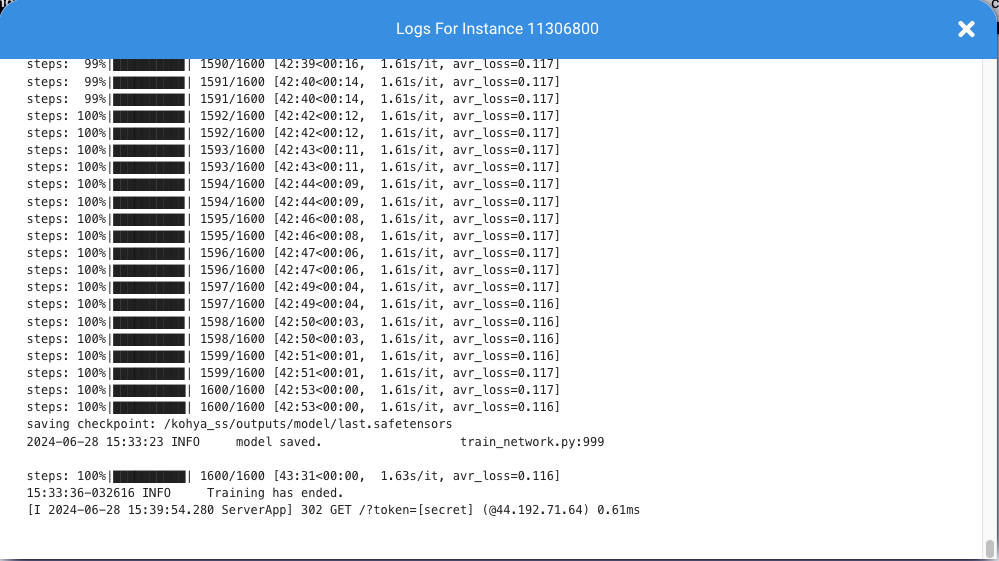 Logs For Instance 11306800
steps:  99%|██████████| 1590/1600 [42:39<00:16,  1.61s/it, avr_loss=0.117]
steps:  99%|██████████| 1591/1600 [42:40<00:14,  1.61s/it, avr_loss=0.117]
steps:  99%|██████████| 1591/1600 [42:40<00:14,  1.61s/it, avr_loss=0.117]
steps: 100%|██████████| 1592/1600 [42:42<00:12,  1.61s/it, avr_loss=0.117]
steps: 100%|██████████| 1592/1600 [42:42<00:12,  1.61s/it, avr_loss=0.117]
steps: 100%|██████████| 1593/1600 [42:43<00:11,  1.61s/it, avr_loss=0.117]
steps: 100%|██████████| 1593/1600 [42:43<00:11,  1.61s/it, avr_loss=0.117]
steps: 100%|██████████| 1594/1600 [42:44<00:09,  1.61s/it, avr_loss=0.117]
steps: 100%|██████████| 1594/1600 [42:44<00:09,  1.61s/it, avr_loss=0.117]
steps: 100%|██████████| 1595/1600 [42:46<00:08,  1.61s/it, avr_loss=0.117]
steps: 100%|██████████| 1595/1600 [42:46<00:08,  1.61s/it, avr_loss=0.117]
steps: 100%|██████████| 1596/1600 [42:47<00:06,  1.61s/it, avr_loss=0.117]
steps: 100%|██████████| 1596/1600 [42:47<00:06,  1.61s/it, avr_loss=0.117]
steps: 100%|██████████| 1597/1600 [42:49<00:04,  1.61s/it, avr_loss=0.117]
steps: 100%|██████████| 1597/1600 [42:49<00:04,  1.61s/it, avr_loss=0.116]
steps: 100%|██████████| 1598/1600 [42:50<00:03,  1.61s/it, avr_loss=0.116]
steps: 100%|██████████| 1598/1600 [42:50<00:03,  1.61s/it, avr_loss=0.116]
steps: 100%|██████████| 1599/1600 [42:51<00:01,  1.61s/it, avr_loss=0.116]
steps: 100%|██████████| 1599/1600 [42:51<00:01,  1.61s/it, avr_loss=0.117]
steps: 100%|██████████| 1600/1600 [42:53<00:00,  1.61s/it, avr_loss=0.117]
steps: 100%|██████████| 1600/1600 [42:53<00:00,  1.61s/it, avr_loss=0.116]
saving checkpoint: /kohya_ss/outputs/model/last.safetensors
2024-06-28 15:33:23 INFO     model saved.                   train_network.py:999
steps: 100%|██████████| 1600/1600 [43:31<00:00,  1.63s/it, avr_loss=0.116]
15:33:36-032616 INFO     Training has ended.
[I 2024-06-28 15:39:54.280 ServerApp] 302 GET /?token=[secret] (@44.192.71.64) 0.61ms